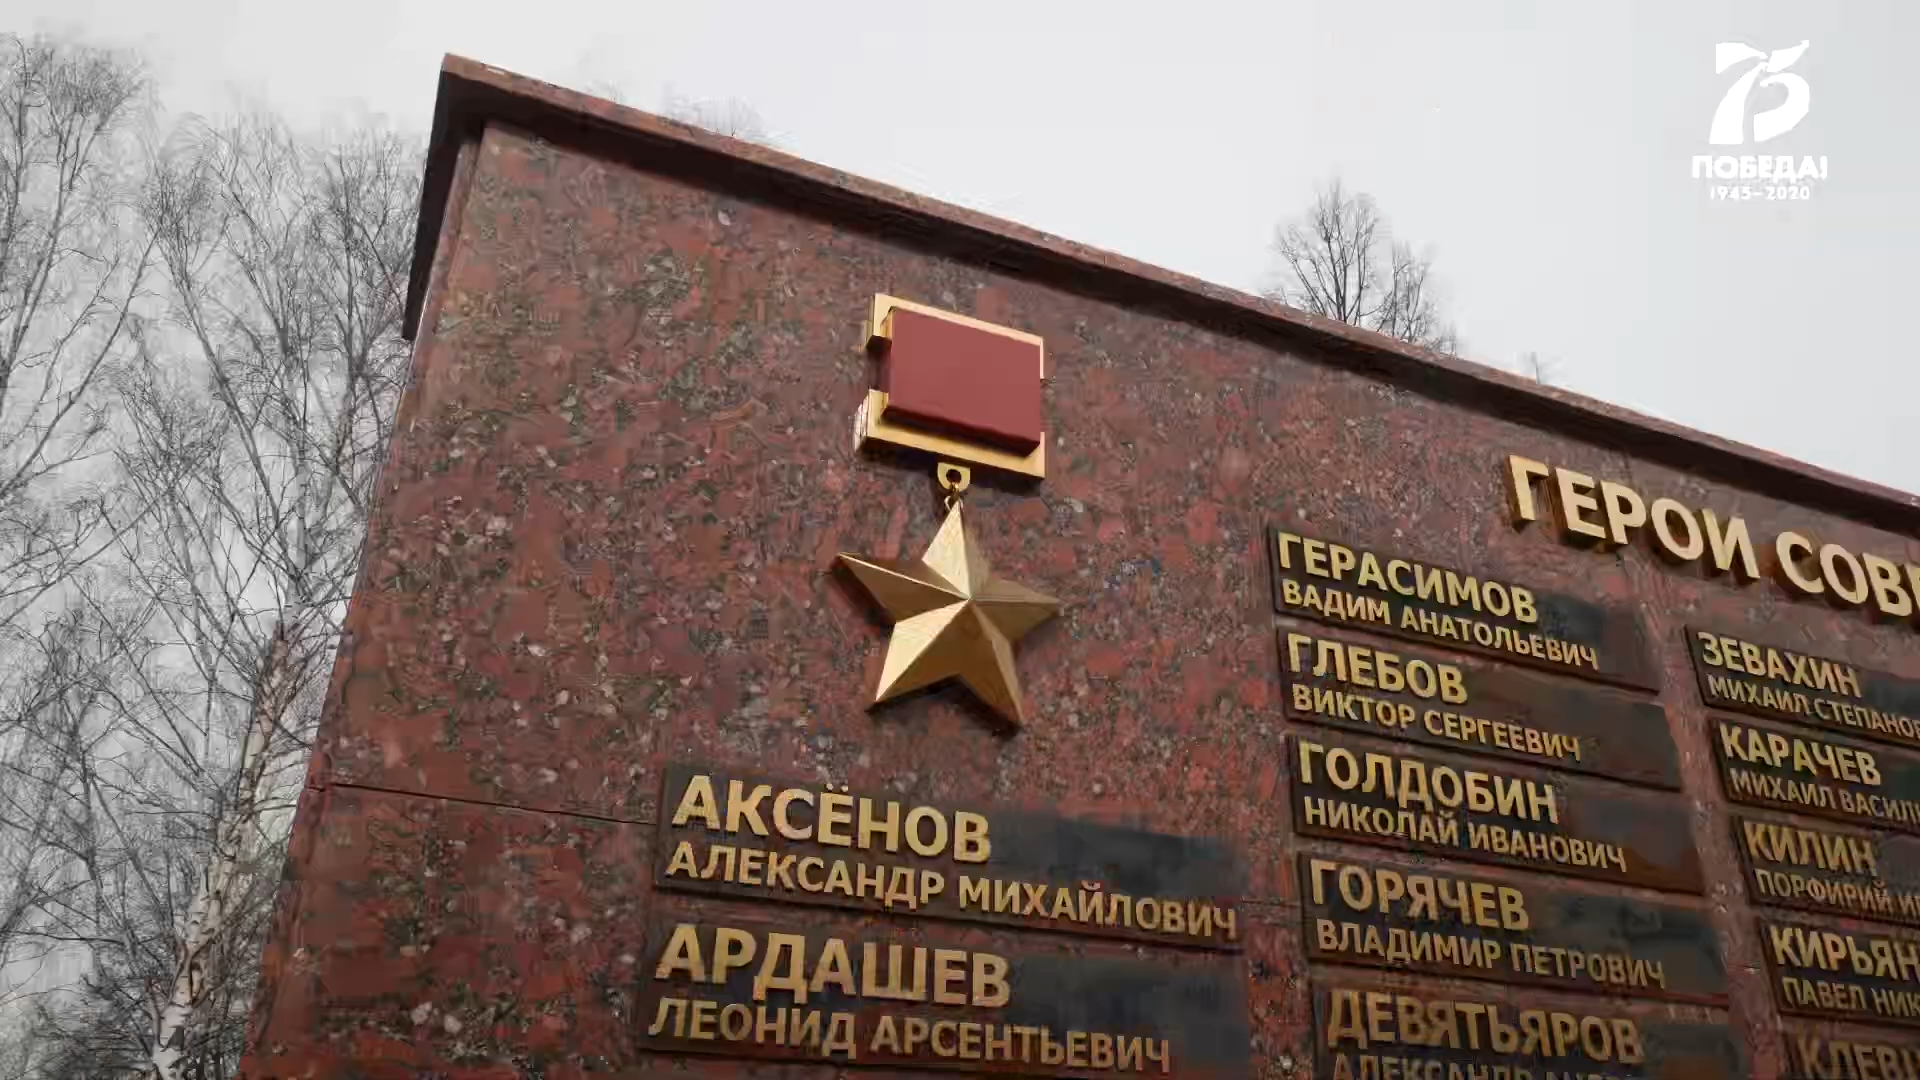 75
ПОБЕДА!
1945–2020
ГЕРОИ
АКСЁНОВ
АЛЕКСАНДР МИХАЙЛОВИЧ
АРДАШЕВ
ЛЕОНИД АРСЕНТЬЕВИЧ
ГЕРАСИМОВ
ВАДИМ АНАТОЛЬЕВИЧ
ГЛЕБОВ
ВИКТОР СЕРГЕЕВИЧ
ГОЛДОБИН
НИКОЛАЙ ИВАНОВИЧ
ГОРЯЧЕВ
ВЛАДИМИР ПЕТРОВИЧ
ДЕВЯТЬЯРОВ
АЛЕКСАНДР
ЗЕВАХИН
МИХАИЛ
КАРАЧЕВ
МИХАИЛ
КИЛИН
ПОРФИРИЙ
ПАВЕЛ